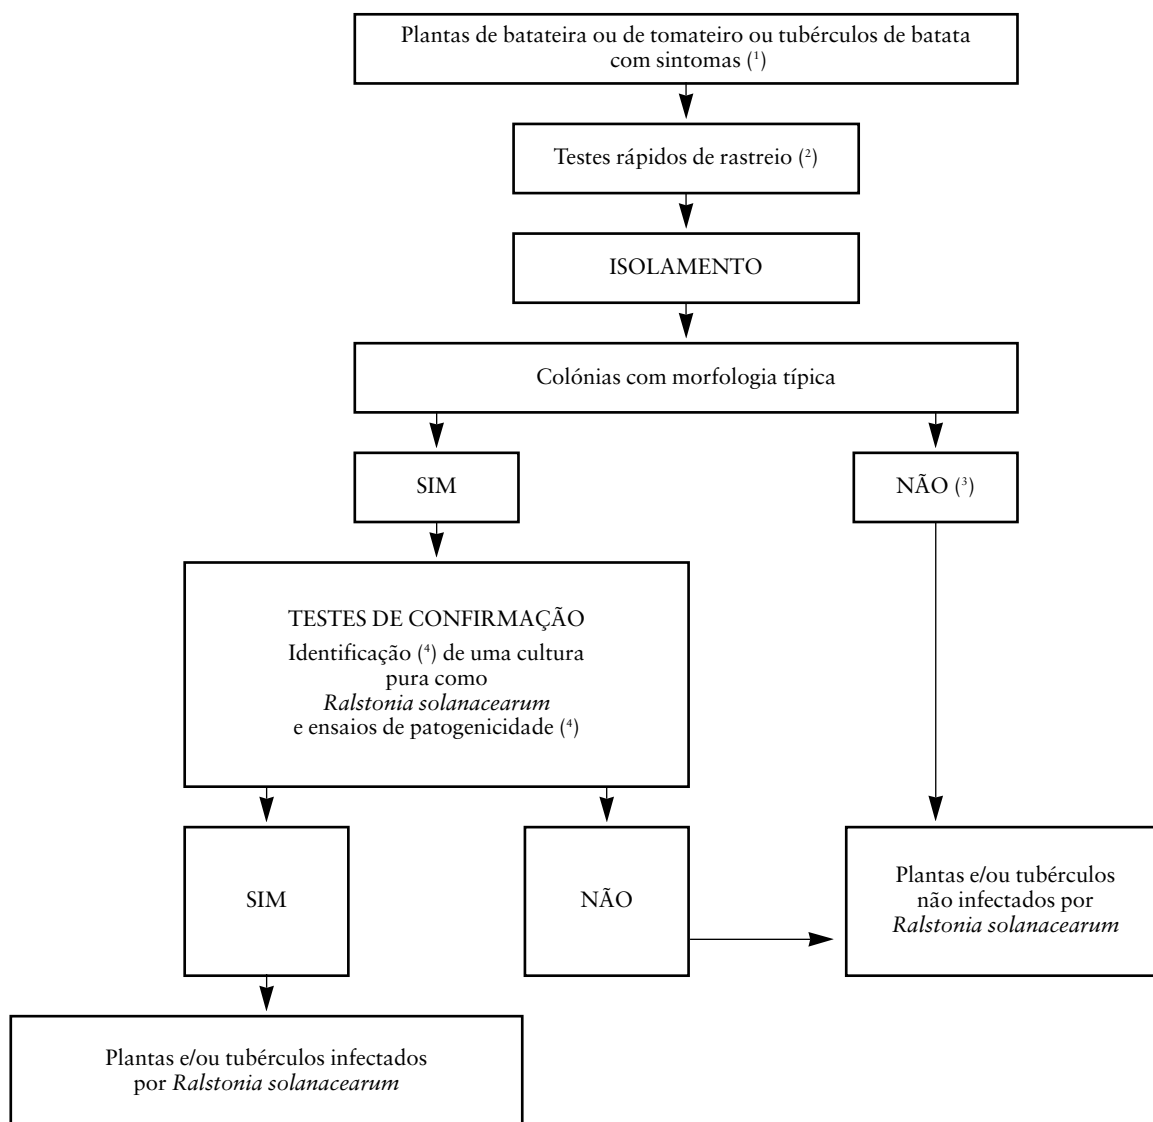 Plantas de batateira ou de tomateiro ou tubérculos de batata
com sintomas (¹)
Testes rápidos de rastreio (²)
ISOLAMENTO
Colónias com morfologia típica
SIM
NÃO (³)
TESTES DE CONFIRMAÇÃO
Identificação (⁴) de uma cultura
pura como
Ralstonia solanacearum
e ensaios de patogenicidade (⁴)
SIM
NÃO
Plantas e/ou tubérculos
não infectados por
Ralstonia solanacearum
Plantas e/ou tubérculos infectados
por Ralstonia solanacearum